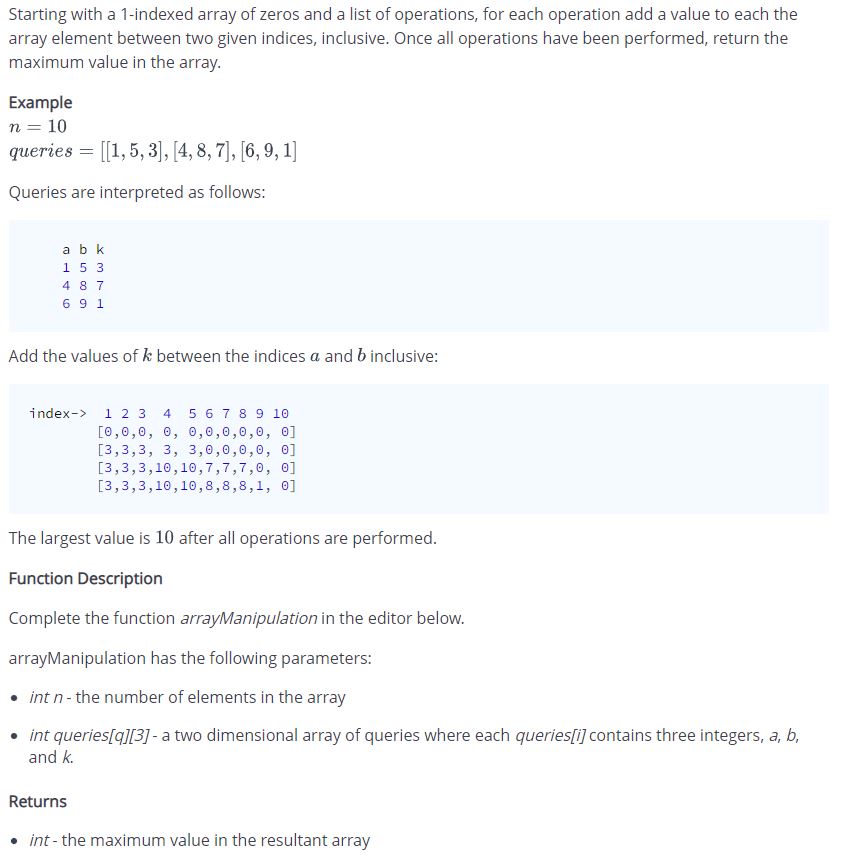 Starting with a 1-indexed array of zeros and a list of operations, for each operation add a value to each the
array element between two given indices, inclusive. Once all operations have been performed, return the
maximum value in the array.
Example
n = 10
queries = [[1, 5, 3], [4, 8, 7], [6, 9, 1]
Queries are interpreted as follows:
a b k
1 5 3
4 8 7
6 9 1
Add the values of k between the indices a and b inclusive:
index-> 1 2 3 4 5 6 7 8 9 10
[0,0,0, 0, 0,0,0,0,0, 0]
[3,3,3, 3, 3,0,0,0,0, 0]
[3,3,3,10,10,7,7,7,0, 0]
[3,3,3,10,10,8,8,8,1, 0]
The largest value is 10 after all operations are performed.
Function Description
Complete the function arrayManipulation in the editor below.
arrayManipulation has the following parameters:
• int n - the number of elements in the array
• int queries[q][3] - a two dimensional array of queries where each queries[i] contains three integers, a, b,
and k.
Returns
• int - the maximum value in the resultant array